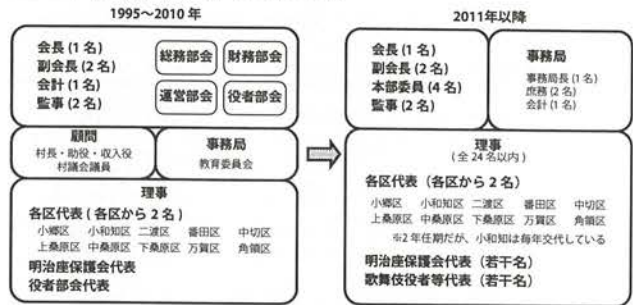 1995〜2010 年
会長 (1 名)
副会長 (2 名)
会計 (1 名)
監事 (2 名)
総務部会 財務部会
運営部会 役者部会
顧問
村長・助役・収入役
村議会議員
事務局
教育委員会
理事
各区代表 ( 各区から 2 名 )
小郷区 小和知区 二渡区 番田区 中切区
上桑原区 中桑原区 下桑原区 万賀区 角領区
明治座保護会代表
役者部会代表
2011年以降
会長 (1 名)
副会長 (2 名)
本部委員 (4 名)
監事 (2 名)
事務局
事務局長 (1 名)
庶務 (2 名)
会計 (1 名)
理事
( 全 24 名以内 )
各区代表（各区から 2 名）
小郷区 小和知区 二渡区 番田区 中切区
上桑原区 中桑原区 下桑原区 万賀区 角領区
※2 年任期だが、小和知は毎年交代している
明治座保護会代表（若干名）
歌舞伎役者等代表（若干名）